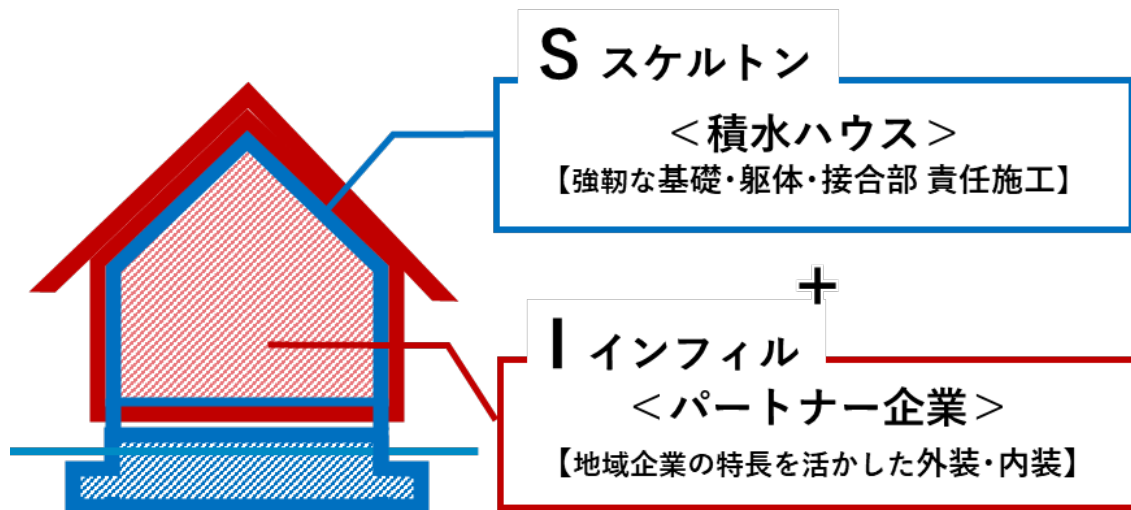 S スケルトン
＜積水ハウス＞
【強靭な基礎・躯体・接合部 責任施工】
＋
I インフィル
＜パートナー企業＞
【地域企業の特長を活かした外装・内装】